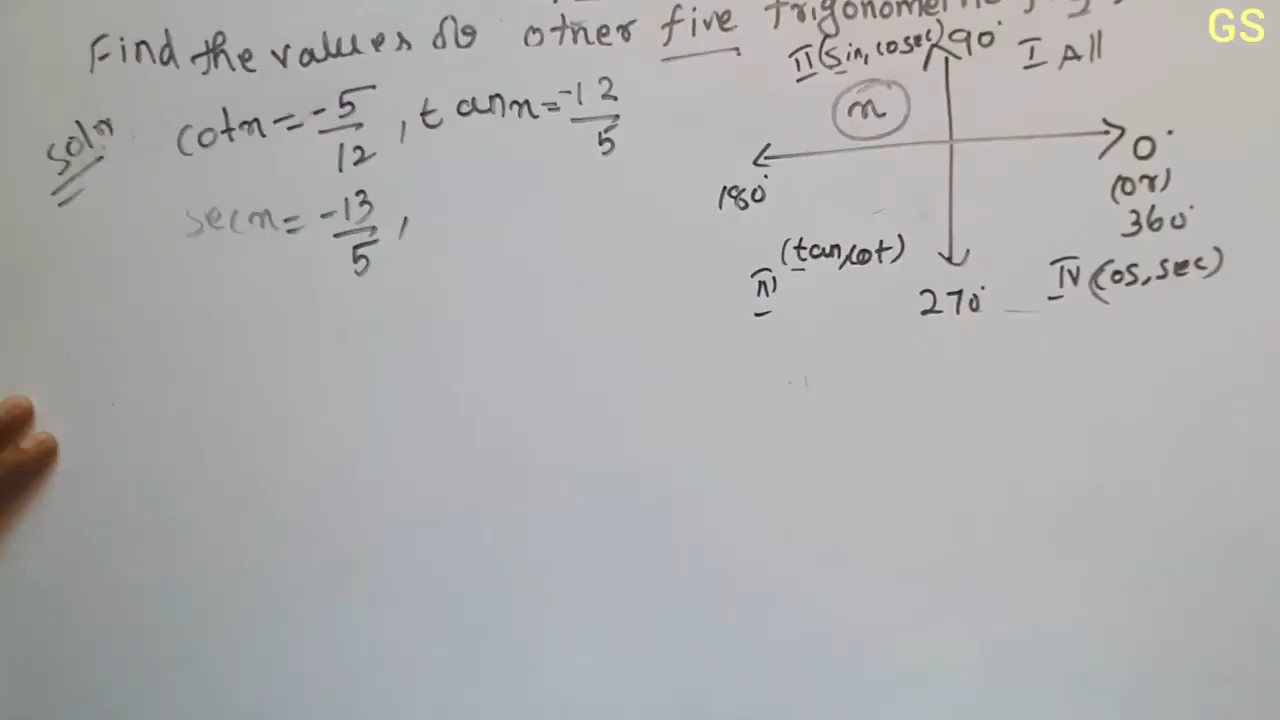 Find the values of other five trigonometric
Soln cotx = -5/12, tanx = -12/5
secx = -13/5,
II (sin, cosec) 90° I All
x
180° 0°
(or)
360°
(tan, cot)
III 270° IV (cos, sec)
GS